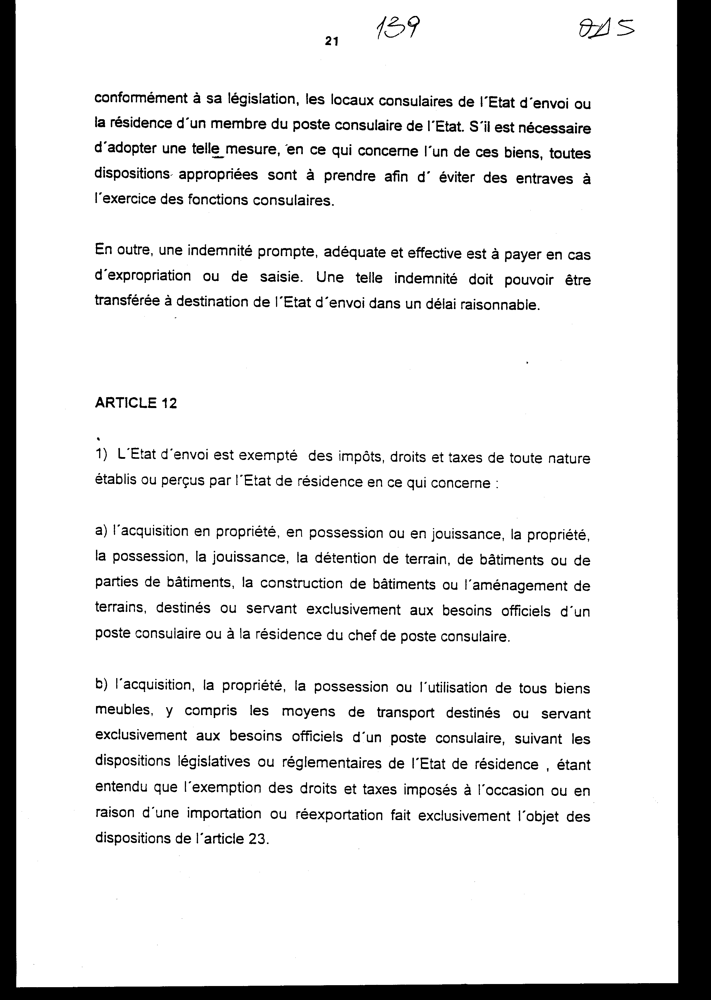 139
21
conformément à sa législation, les locaux consulaires de l´Etat d´envoi ou
la résidence d´un membre du poste consulaire de l´Etat. S´il est nécessaire
d´adopter une telle mesure, en ce qui concerne l´un de ces biens, toutes
dispositions appropriées sont à prendre afin d´ éviter des entraves à
l´exercice des fonctions consulaires.
En outre, une indemnité prompte, adéquate et effective est à payer en cas
d´expropriation ou de saisie. Une telle indemnité doit pouvoir être
transférée à destination de l´Etat d´envoi dans un délai raisonnable.
ARTICLE 12
1) L´Etat d´envoi est exempté des impôts, droits et taxes de toute nature
établis ou perçus par l´Etat de résidence en ce qui concerne :
a) l´acquisition en propriété, en possession ou en jouissance, la propriété,
la possession, la jouissance, la détention de terrain, de bâtiments ou de
parties de bâtiments, la construction de bâtiments ou l´aménagement de
terrains, destinés ou servant exclusivement aux besoins officiels d´un
poste consulaire ou à la résidence du chef de poste consulaire.
b) l´acquisition, la propriété, la possession ou l´utilisation de tous biens
meubles, y compris les moyens de transport destinés ou servant
exclusivement aux besoins officiels d´un poste consulaire, suivant les
dispositions législatives ou réglementaires de l´Etat de résidence , étant
entendu que l´exemption des droits et taxes imposés à l´occasion ou en
raison d´une importation ou réexportation fait exclusivement l´objet des
dispositions de l´article 23.